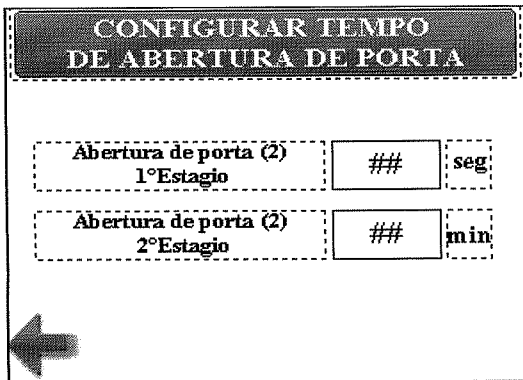 CONFIGURAR TEMPO
DE ABERTURA DE PORTA
Abertura de porta (2)
1°Estagio
## seg
Abertura de porta (2)
2°Estagio
## min